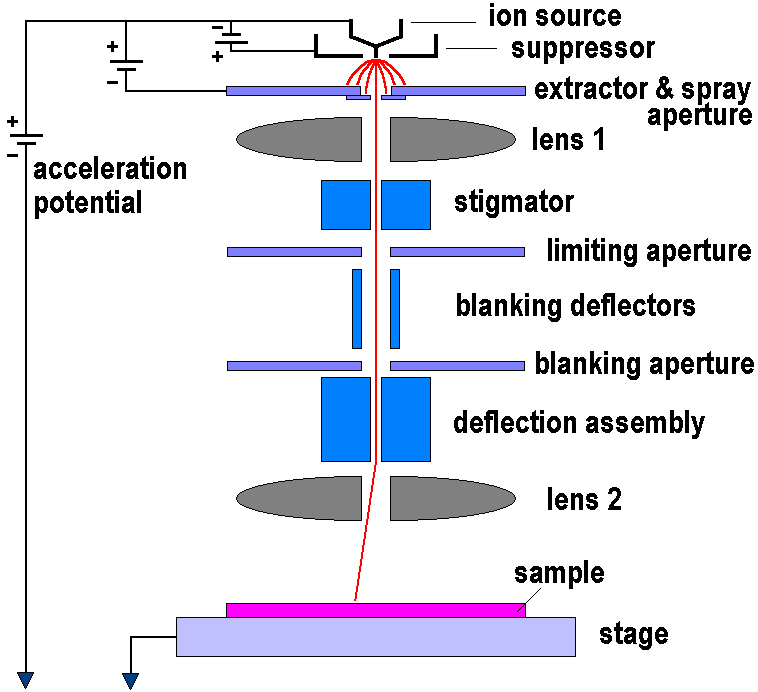 ion source
suppressor
extractor & spray
aperture
lens 1
acceleration
potential
stigmator
limiting aperture
blanking deflectors
blanking aperture
deflection assembly
lens 2
sample
stage
+
−
+
−
−
+